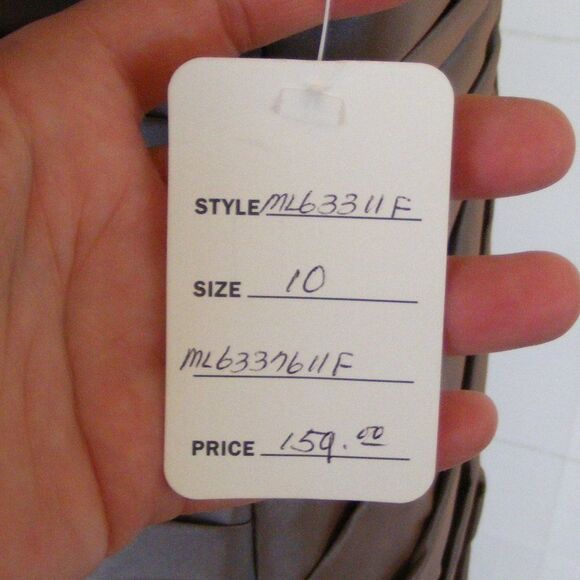 STYLE ML63311F
SIZE 10
ML6337611F
PRICE 159.00